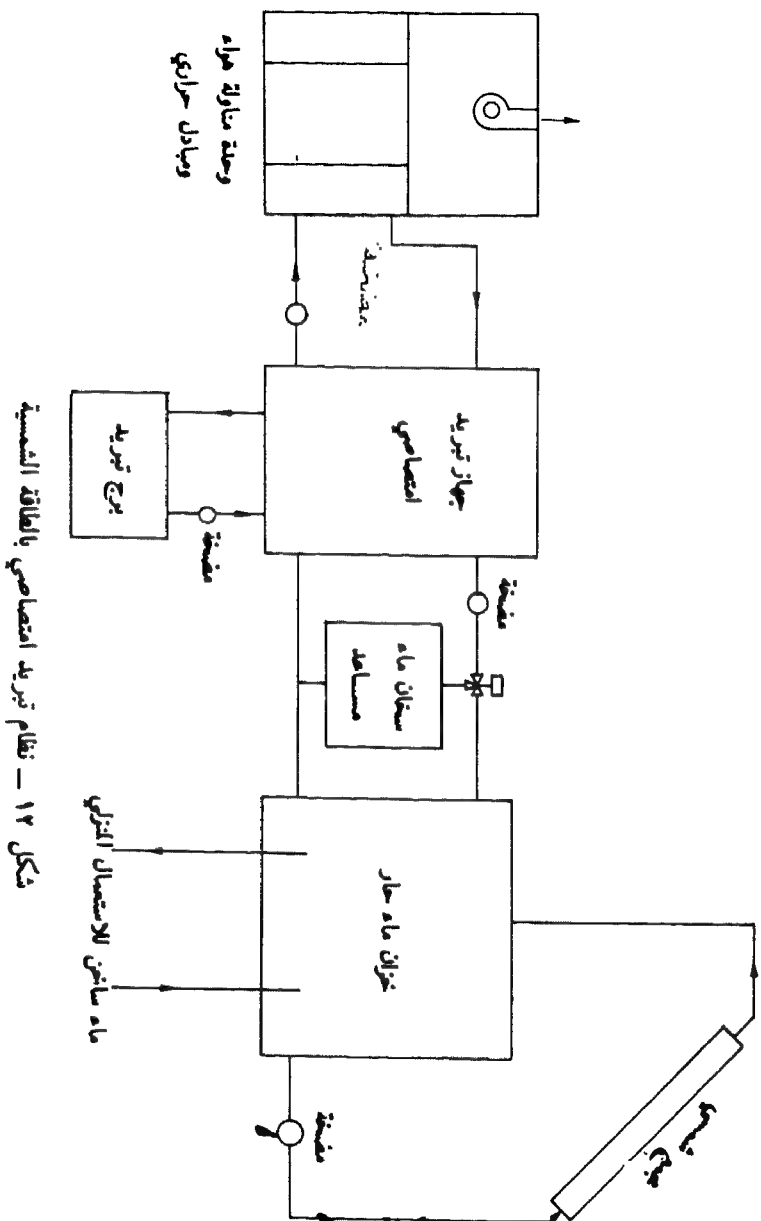 مجمع شمسي
مضخة
خزان ماء حار
ماء ساخن للاستعمال المنزلي
سخان ماء
مساعد
مضخة
جهاز تبريد
امتصاصي
مضخة
برج تبريد
مضخة
وحدة مناولة هواء
ومبادل حراري
شكل ١٢ — نظام تبريد امتصاصي بالطاقة الشمسية